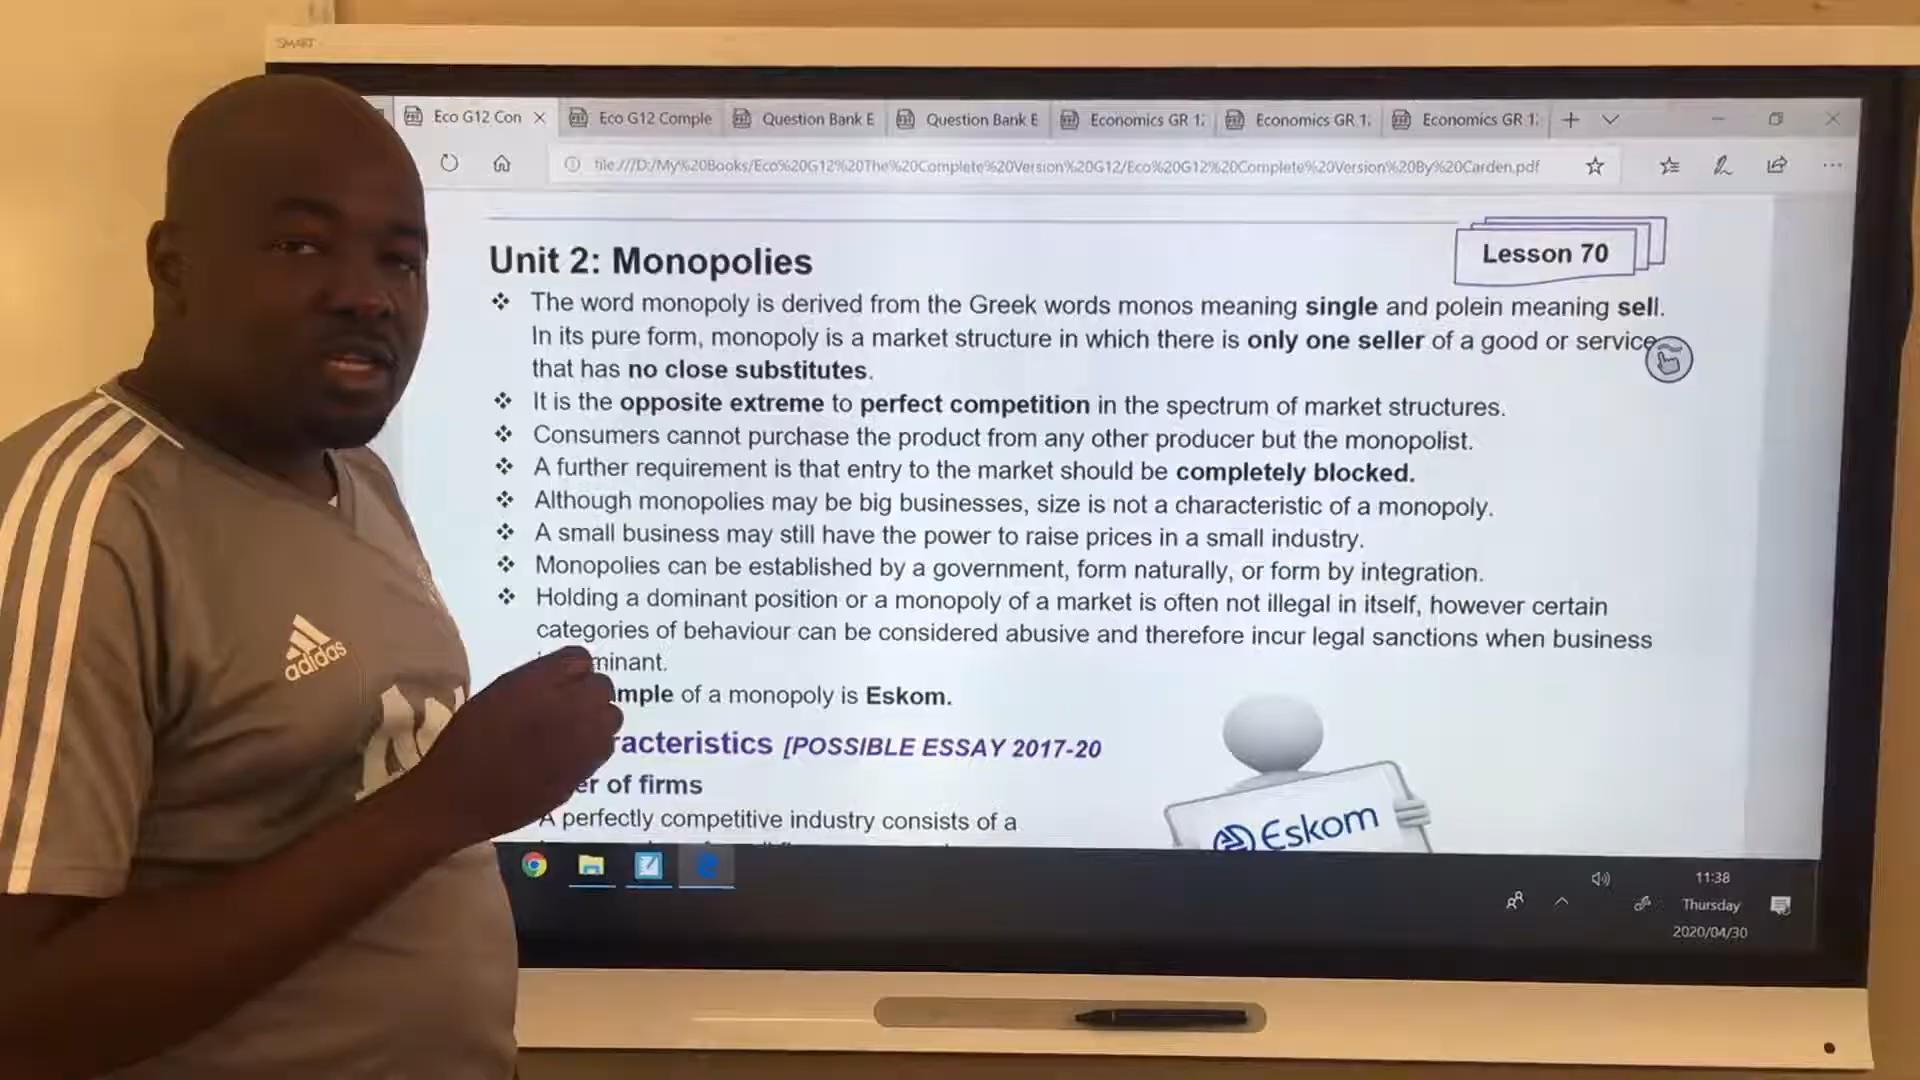 SMART
Eco G12 Con
Eco G12 Comple
Question Bank E
Question Bank E
Economics GR 1
Economics GR 1
Economics GR 1
file:///D:/My%20Books/Eco%20G12%20The%20Complete%20Version%20G12/Eco%20G12%20Complete%20Version%20By%20Carden.pdf
Lesson 70
Unit 2: Monopolies
The word monopoly is derived from the Greek words monos meaning single and polein meaning sell.
In its pure form, monopoly is a market structure in which there is only one seller of a good or service
that has no close substitutes.
It is the opposite extreme to perfect competition in the spectrum of market structures.
Consumers cannot purchase the product from any other producer but the monopolist.
A further requirement is that entry to the market should be completely blocked.
Although monopolies may be big businesses, size is not a characteristic of a monopoly.
A small business may still have the power to raise prices in a small industry.
Monopolies can be established by a government, form naturally, or form by integration.
Holding a dominant position or a monopoly of a market is often not illegal in itself, however certain
categories of behaviour can be considered abusive and therefore incur legal sanctions when business
minant.
mple of a monopoly is Eskom.
racteristics [POSSIBLE ESSAY 2017-20
er of firms
A perfectly competitive industry consists of a
Eskom
adidas
11:38
Thursday
2020/04/30